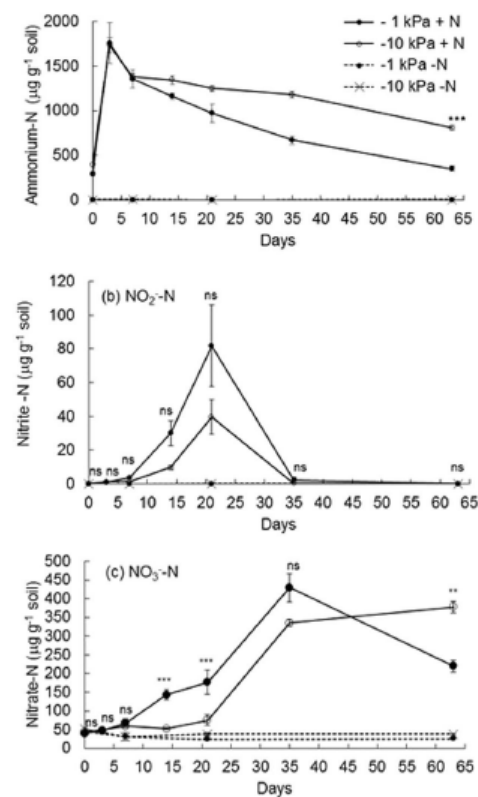 2000
1500
1000
500
0
Ammonium-N (µg g⁻¹ soil)
- 1 kPa + N
-10 kPa + N
-1 kPa -N
-10 kPa -N
***
0 5 10 15 20 25 30 35 40 45 50 55 60 65
Days
120
100
80
60
40
20
0
Nitrite -N (µg g⁻¹ soil)
(b) NO₂⁻-N
ns
ns ns ns ns ns ns
0 5 10 15 20 25 30 35 40 45 50 55 60 65
Days
500
450
400
350
300
250
200
150
100
50
0
Nitrate-N (µg g⁻¹ soil)
(c) NO₃⁻-N
ns
**
*** ***
ns ns ns
0 5 10 15 20 25 30 35 40 45 50 55 60 65
Days